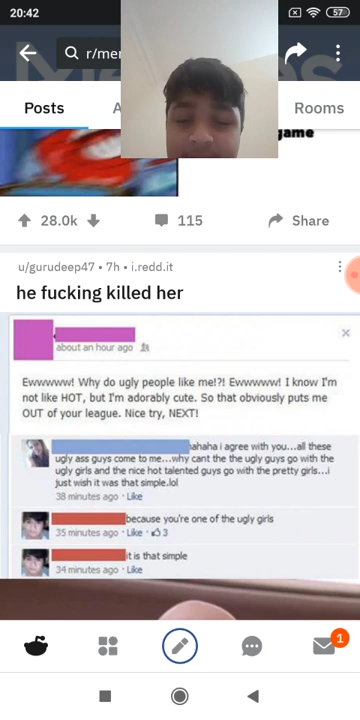 20:42
57
r/me
Posts
A
Rooms
game
28.0k
115
Share
u/gurudeep47 • 7h • i.redd.it
he fucking killed her
about an hour ago
Ewwwww! Why do ugly people like me!?! Ewwwww! I know I'm
not like HOT, but I'm adorably cute. So that obviously puts me
OUT of your league. Nice try, NEXT!
hahaha i agree with you...all these
ugly ass guys come to me...why cant the the ugly guys go with the
ugly girls and the nice hot talented guys go with the pretty girls...i
just wish it was that simple.lol
38 minutes ago · Like
because you're one of the ugly girls
35 minutes ago · Like · 3
it is that simple
34 minutes ago · Like
1